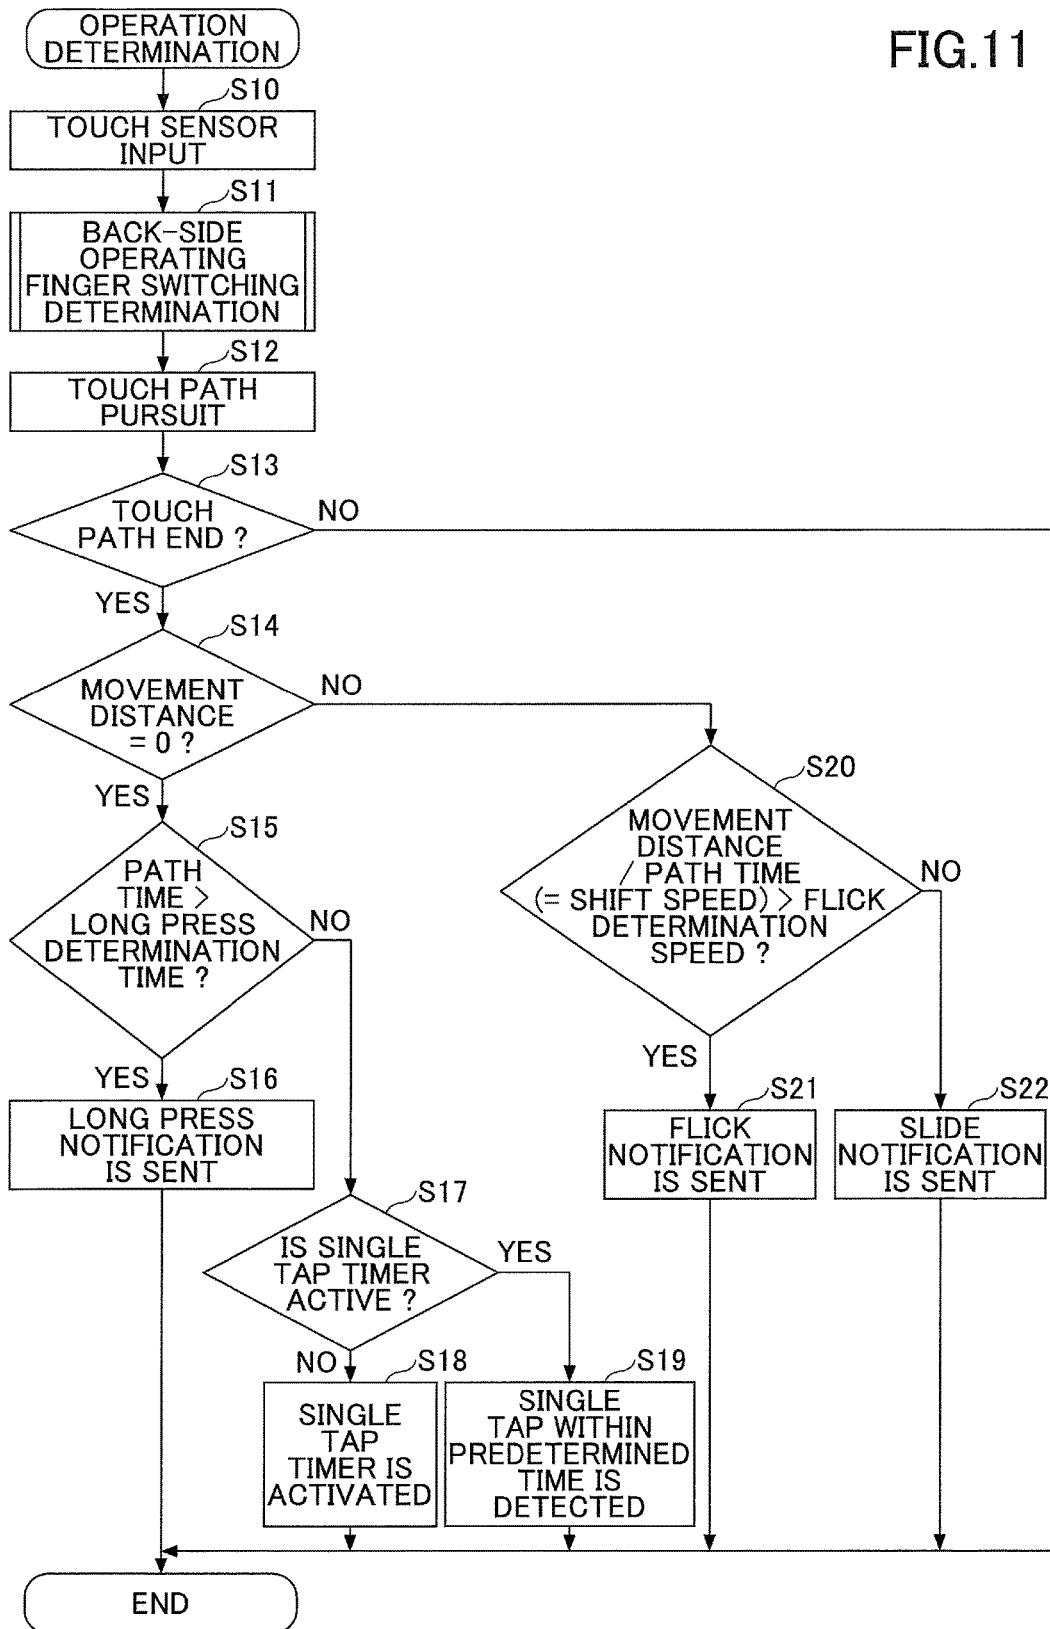 OPERATION
DETERMINATION
FIG.11
S10
TOUCH SENSOR
INPUT
S11
BACK-SIDE
OPERATING
FINGER SWITCHING
DETERMINATION
S12
TOUCH PATH
PURSUIT
S13
TOUCH
PATH END ?
NO
YES
S14
MOVEMENT
DISTANCE
= 0 ?
NO
YES
S20
MOVEMENT
DISTANCE
/ PATH TIME
(= SHIFT SPEED) > FLICK
DETERMINATION
SPEED ?
NO
YES
S15
PATH
TIME >
LONG PRESS
DETERMINATION
TIME ?
NO
YES
S16
LONG PRESS
NOTIFICATION
IS SENT
S21
FLICK
NOTIFICATION
IS SENT
S22
SLIDE
NOTIFICATION
IS SENT
S17
IS SINGLE
TAP TIMER
ACTIVE ?
YES
NO
S18
SINGLE
TAP
TIMER IS
ACTIVATED
S19
SINGLE
TAP WITHIN
PREDETERMINED
TIME IS
DETECTED
END